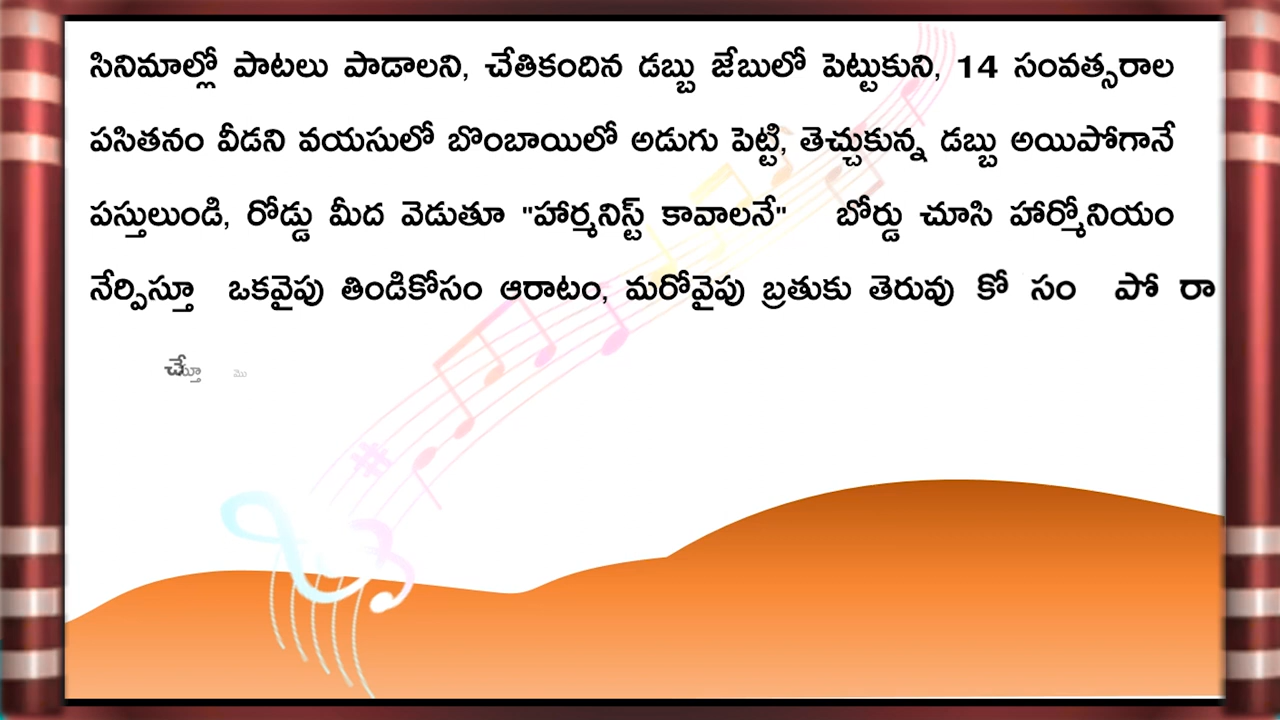 సినిమాల్లో పాటలు పాడాలని, చేతికందిన డబ్బు జేబులో పెట్టుకుని, 14 సంవత్సరాల
పసితనం వీడని వయసులో బొంబాయిలో అడుగు పెట్టి, తెచ్చుకున్న డబ్బు అయిపోగానే
పస్తులుండి, రోడ్డు మీద వెడుతూ "హార్మనిస్ట్ కావాలనే" బోర్డు చూసి హార్మోనియం
నేర్పిస్తూ ఒకవైపు తిండికోసం ఆరాటం, మరోవైపు బ్రతుకు తెరువు కో సం పో రా